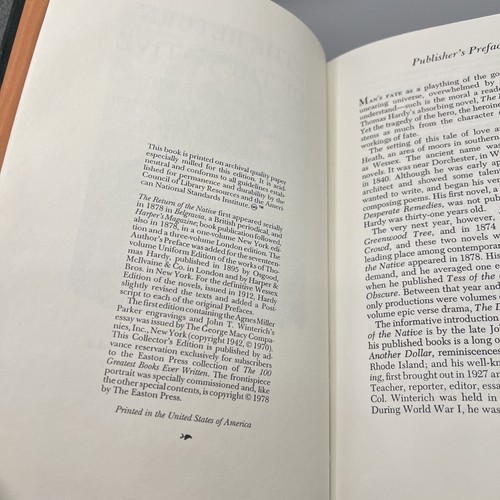 This book is printed on archival quality paper
especially milled for this edition. It is acid-
neutral and conforms to all guidelines estab-
lished for permanence and durability by the
Council of Library Resources and the Ameri-
can National Standards Institute.
The Return of the Native first appeared serially
in 1878 in Belgravia, a British periodical, and
Harper's Magazine; book publication followed,
also in 1878, in a one-volume New York edi-
tion and a three-volume London edition. The
Author's Preface was added for the seventeen-
volume Uniform Edition of the works of Tho-
mas Hardy, published in 1895 by Osgood,
McIlvaine & Co. in London and by Harper &
Bros. in New York. For the definitive Wessex
Edition of the novels, issued in 1912, Hardy
slightly revised the texts and added a Post-
script to each of the original Prefaces.
The first edition containing the Agnes Miller
Parker engravings and John T. Winterich's
essay was issued by The George Macy Compa-
nies, Inc., New York (copyright 1942, © 1970).
This Collector's Edition is published by ad-
vance reservation exclusively for subscribers
to the Easton Press collection of The 100
Greatest Books Ever Written. The frontispiece
portrait was specially commissioned and, like
the other special contents, is copyright © 1978
by The Easton Press.
Printed in the United States of America
Publisher's Prefac
MAN'S FATE as a plaything of the go
uncaring universe, overwhelmed by
understand—such is the moral a read
Thomas Hardy's absorbing novel, The
Yet the tragedy of the hero, the heroine
stems as much from the character
workings of fate.
The setting of this tale of love a
Heath, an area of moors in southwest
as Wessex. The ancient name was
novels. It was near Dorchester, in W
in 1840. Although he was early ap
architect and showed some talent
wanted to write, and began his ver
composing poems. His first novel, a
Desperate Remedies, was not pub
Hardy was thirty-one years old.
The very next year, however,
Greenwood Tree, and in 1874
Crowd, and these two novels w
leading place among contemporar
the Native appeared in 1878. His
demand, and he averaged one e
when he published Tess of the
Obscure. Between that year and
only productions were volumes o
volume epic verse drama, The D
The informative introduction
of the Native is by the late Joh
his published books is a long o
Another Dollar, reminiscences
Rhode Island; and his well-kn
ing, first brought out in 1927 an
Teacher, reporter, editor, essa
Col. Winterich was held in
During World War I, he was